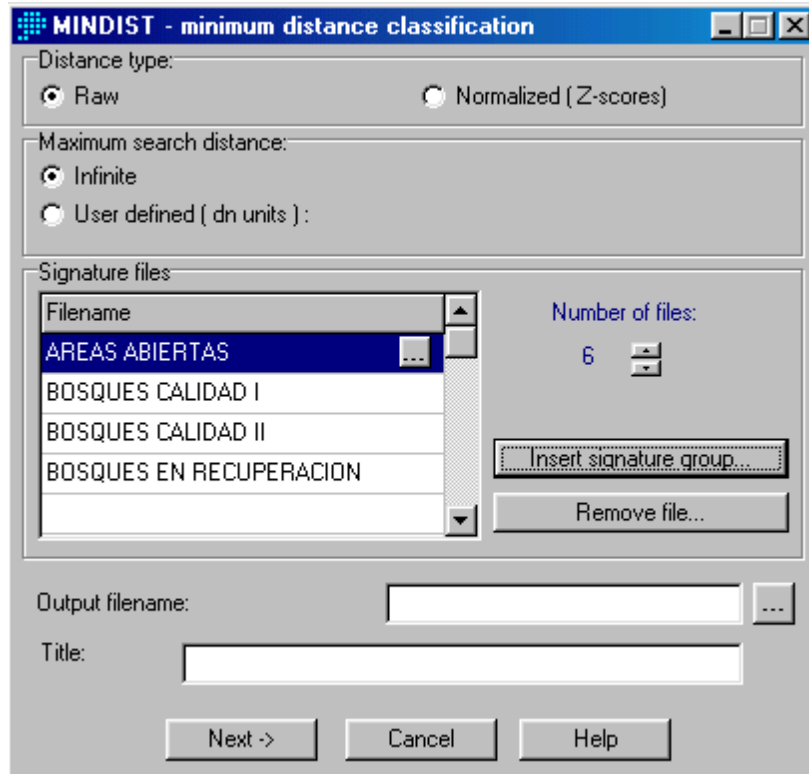 MINDIST - minimum distance classification
Distance type:
Raw
Normalized ( Z-scores)
Maximum search distance:
Infinite
User defined ( dn units ) :
Signature files
Filename
AREAS ABIERTAS ...
BOSQUES CALIDAD I
BOSQUES CALIDAD II
BOSQUES EN RECUPERACION
Number of files:
6
Insert signature group...
Remove file...
Output filename:
...
Title:
Next ->
Cancel
Help